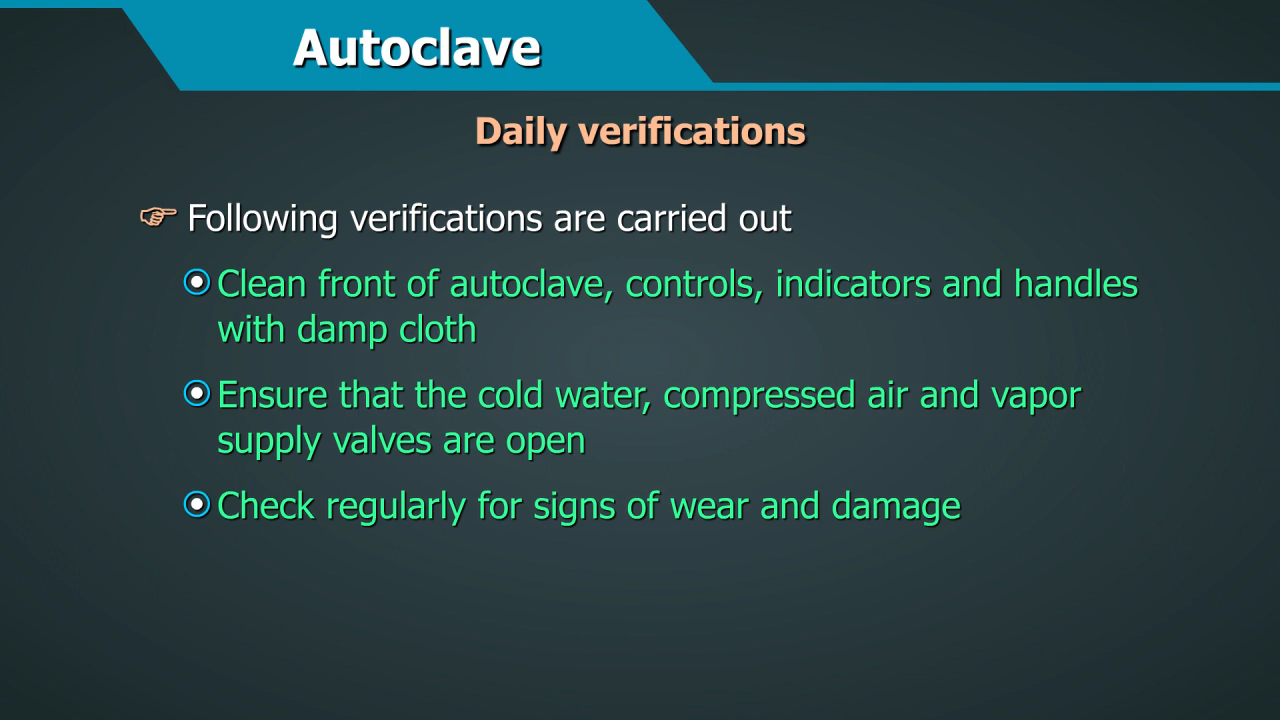 Autoclave
Daily verifications
Following verifications are carried out
Clean front of autoclave, controls, indicators and handles
with damp cloth
Ensure that the cold water, compressed air and vapor
supply valves are open
Check regularly for signs of wear and damage